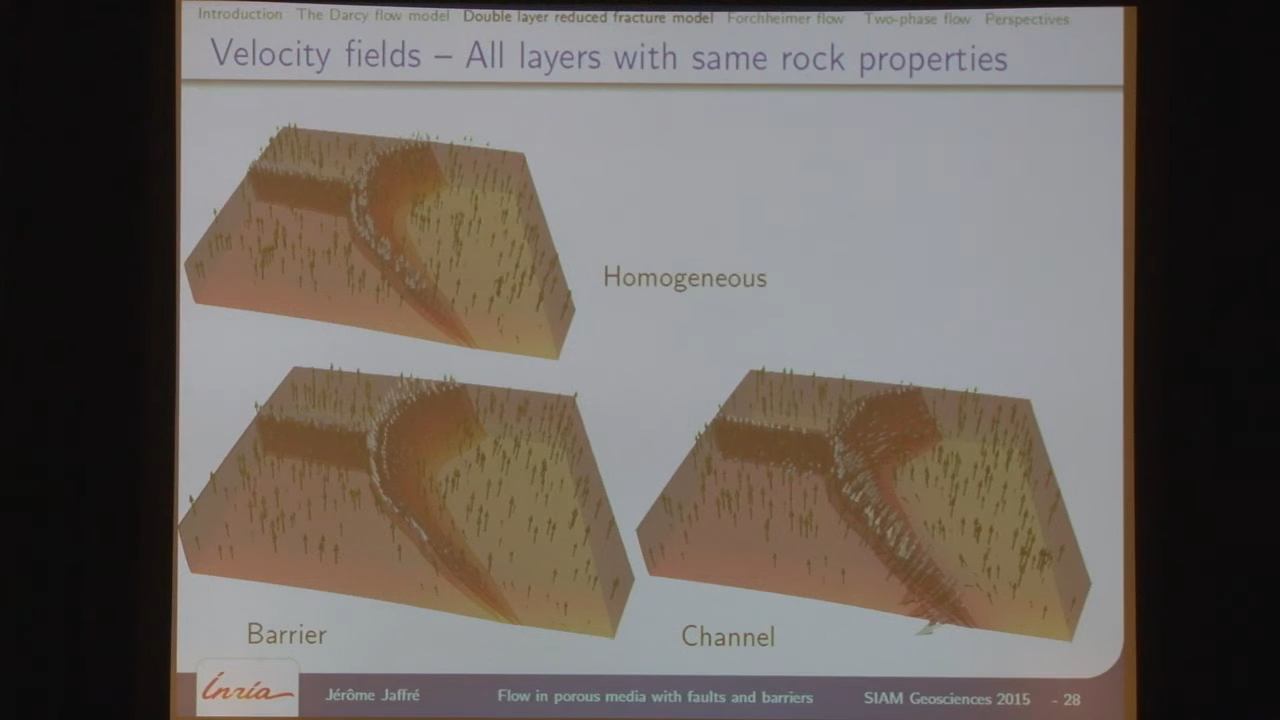 Introduction The Darcy flow model Double layer reduced fracture model Forchheimer flow Two-phase flow Perspectives
Velocity fields – All layers with same rock properties
Homogeneous
Barrier
Channel
Inria Jérôme Jaffré Flow in porous media with faults and barriers SIAM Geosciences 2015 - 28